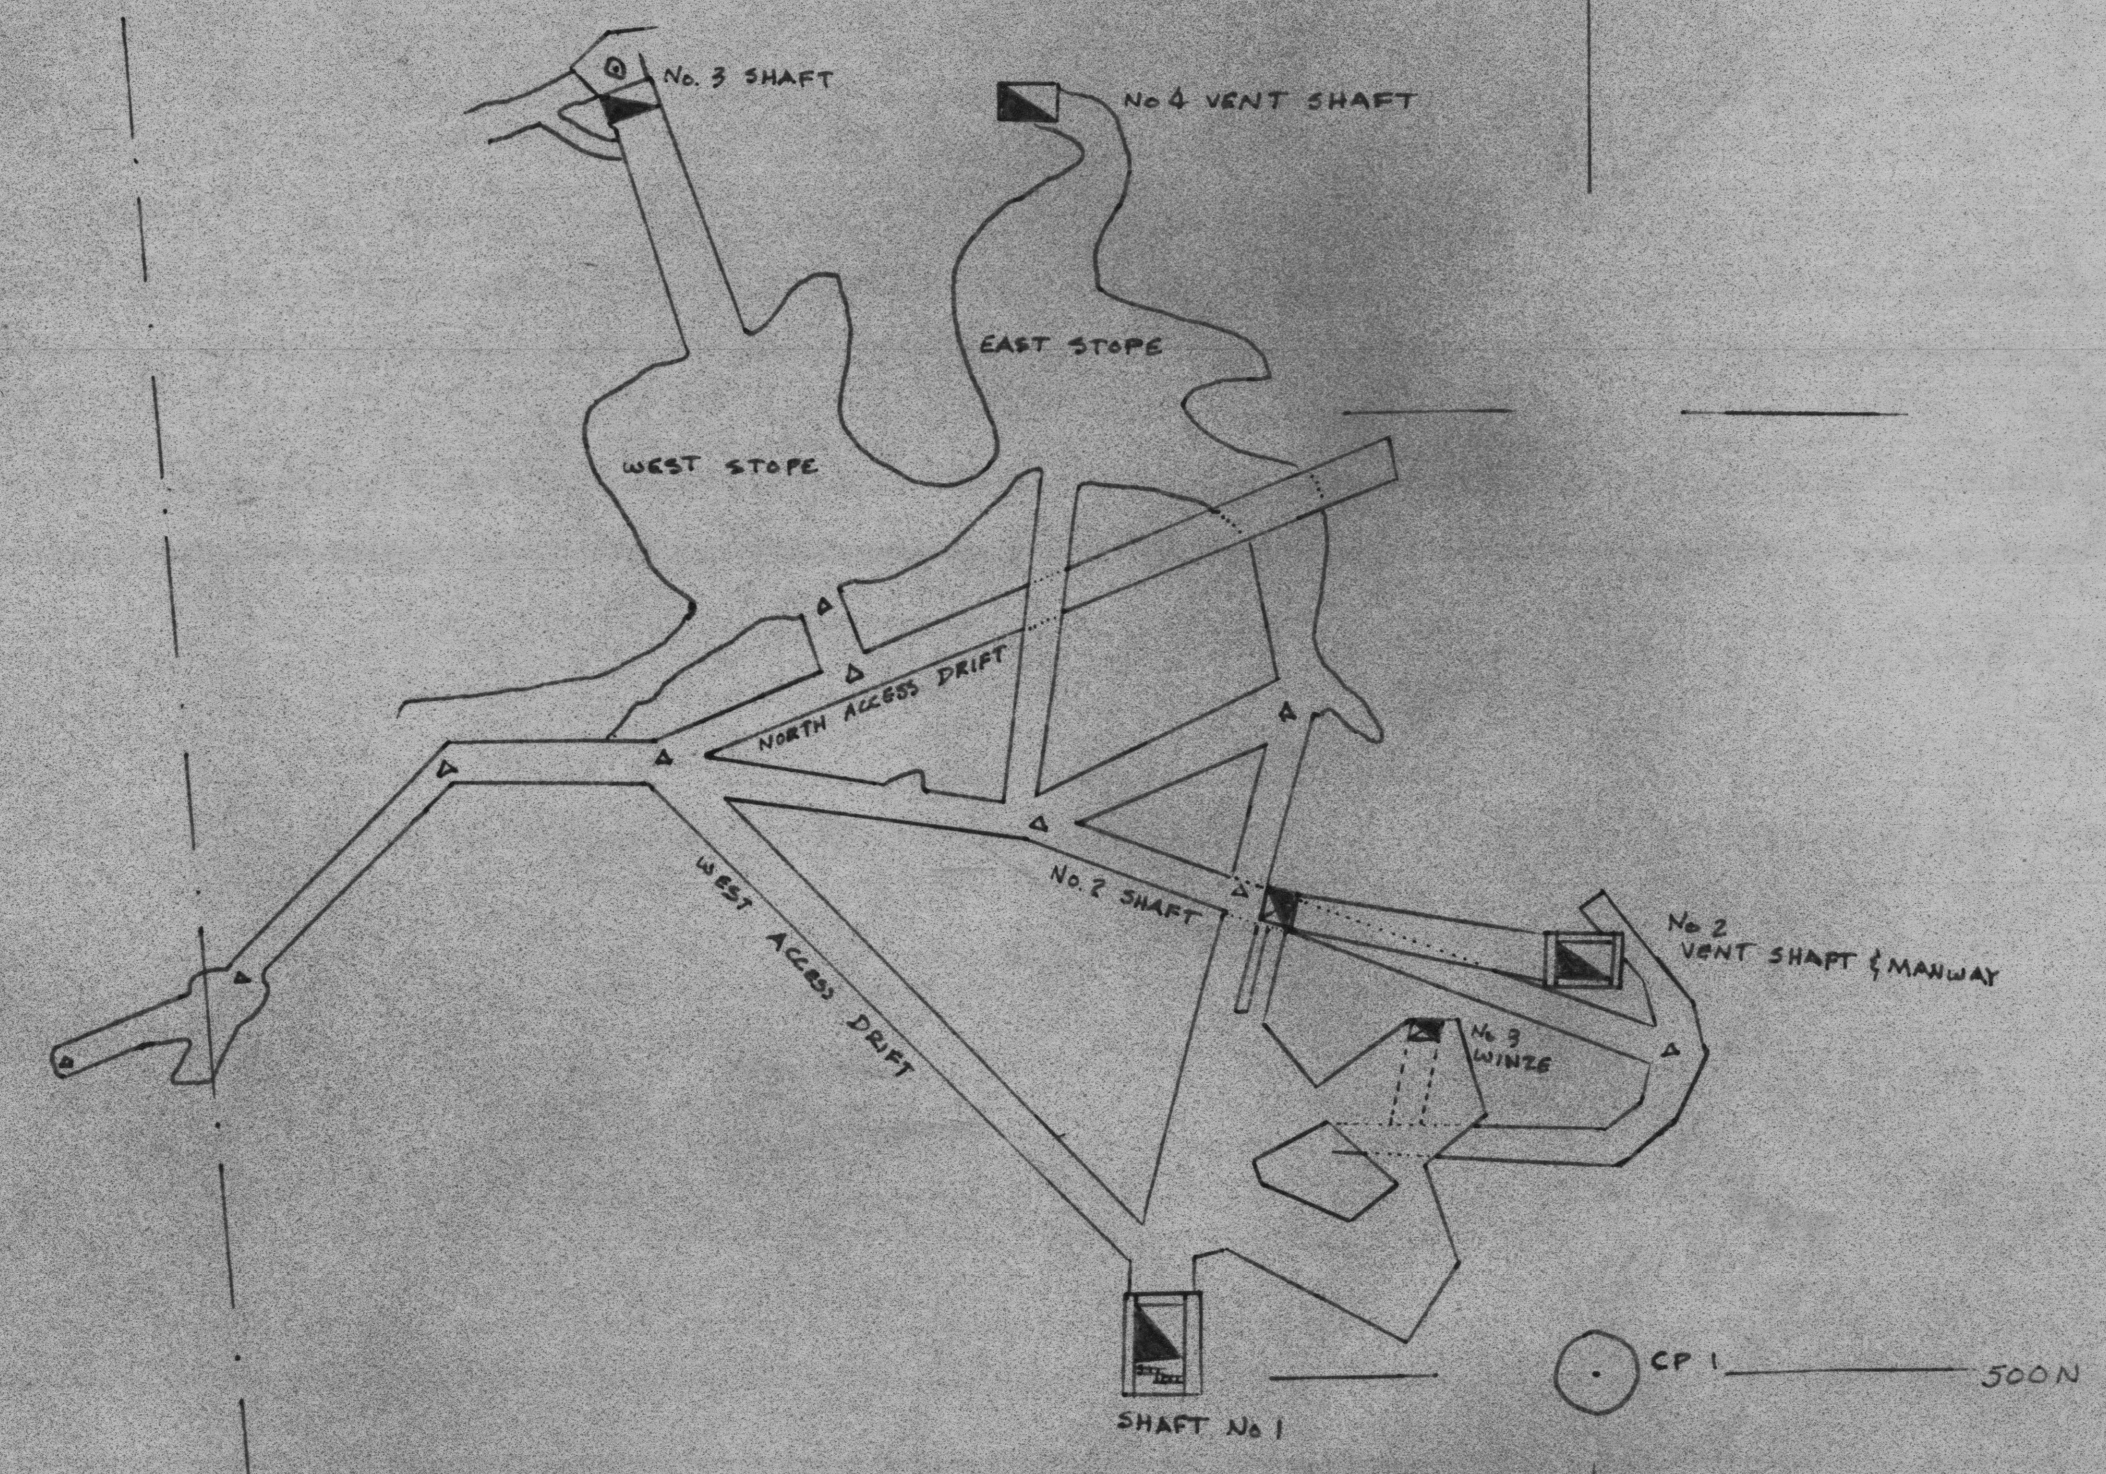 No. 3 SHAFT
No 4 VENT SHAFT
EAST STOPE
WEST STOPE
NORTH ACCESS DRIFT
WEST ACCESS DRIFT
No. 2 SHAFT
No 2
VENT SHAFT & MANWAY
No 3
WINZE
CP 1
500 N
SHAFT No 1